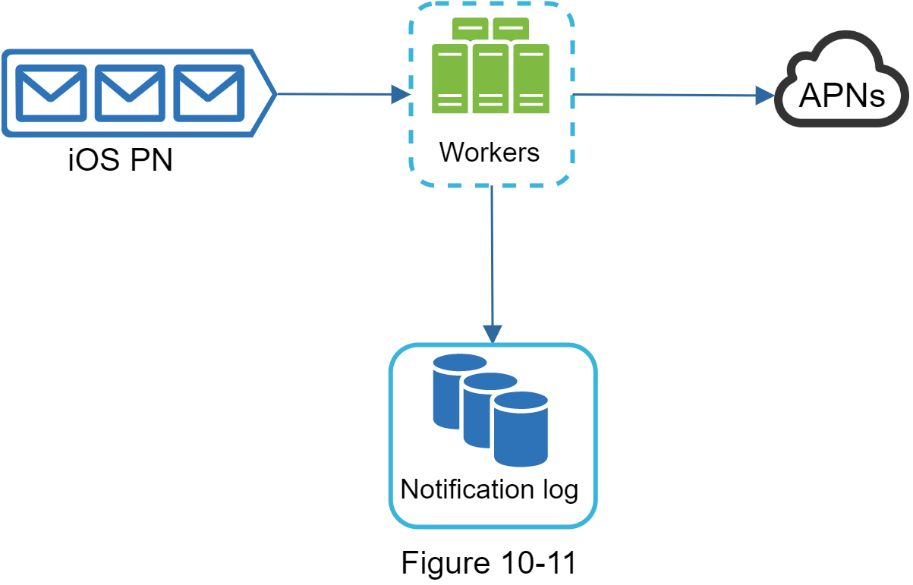 iOS PN
Workers
APNs
Notification log
Figure 10-11